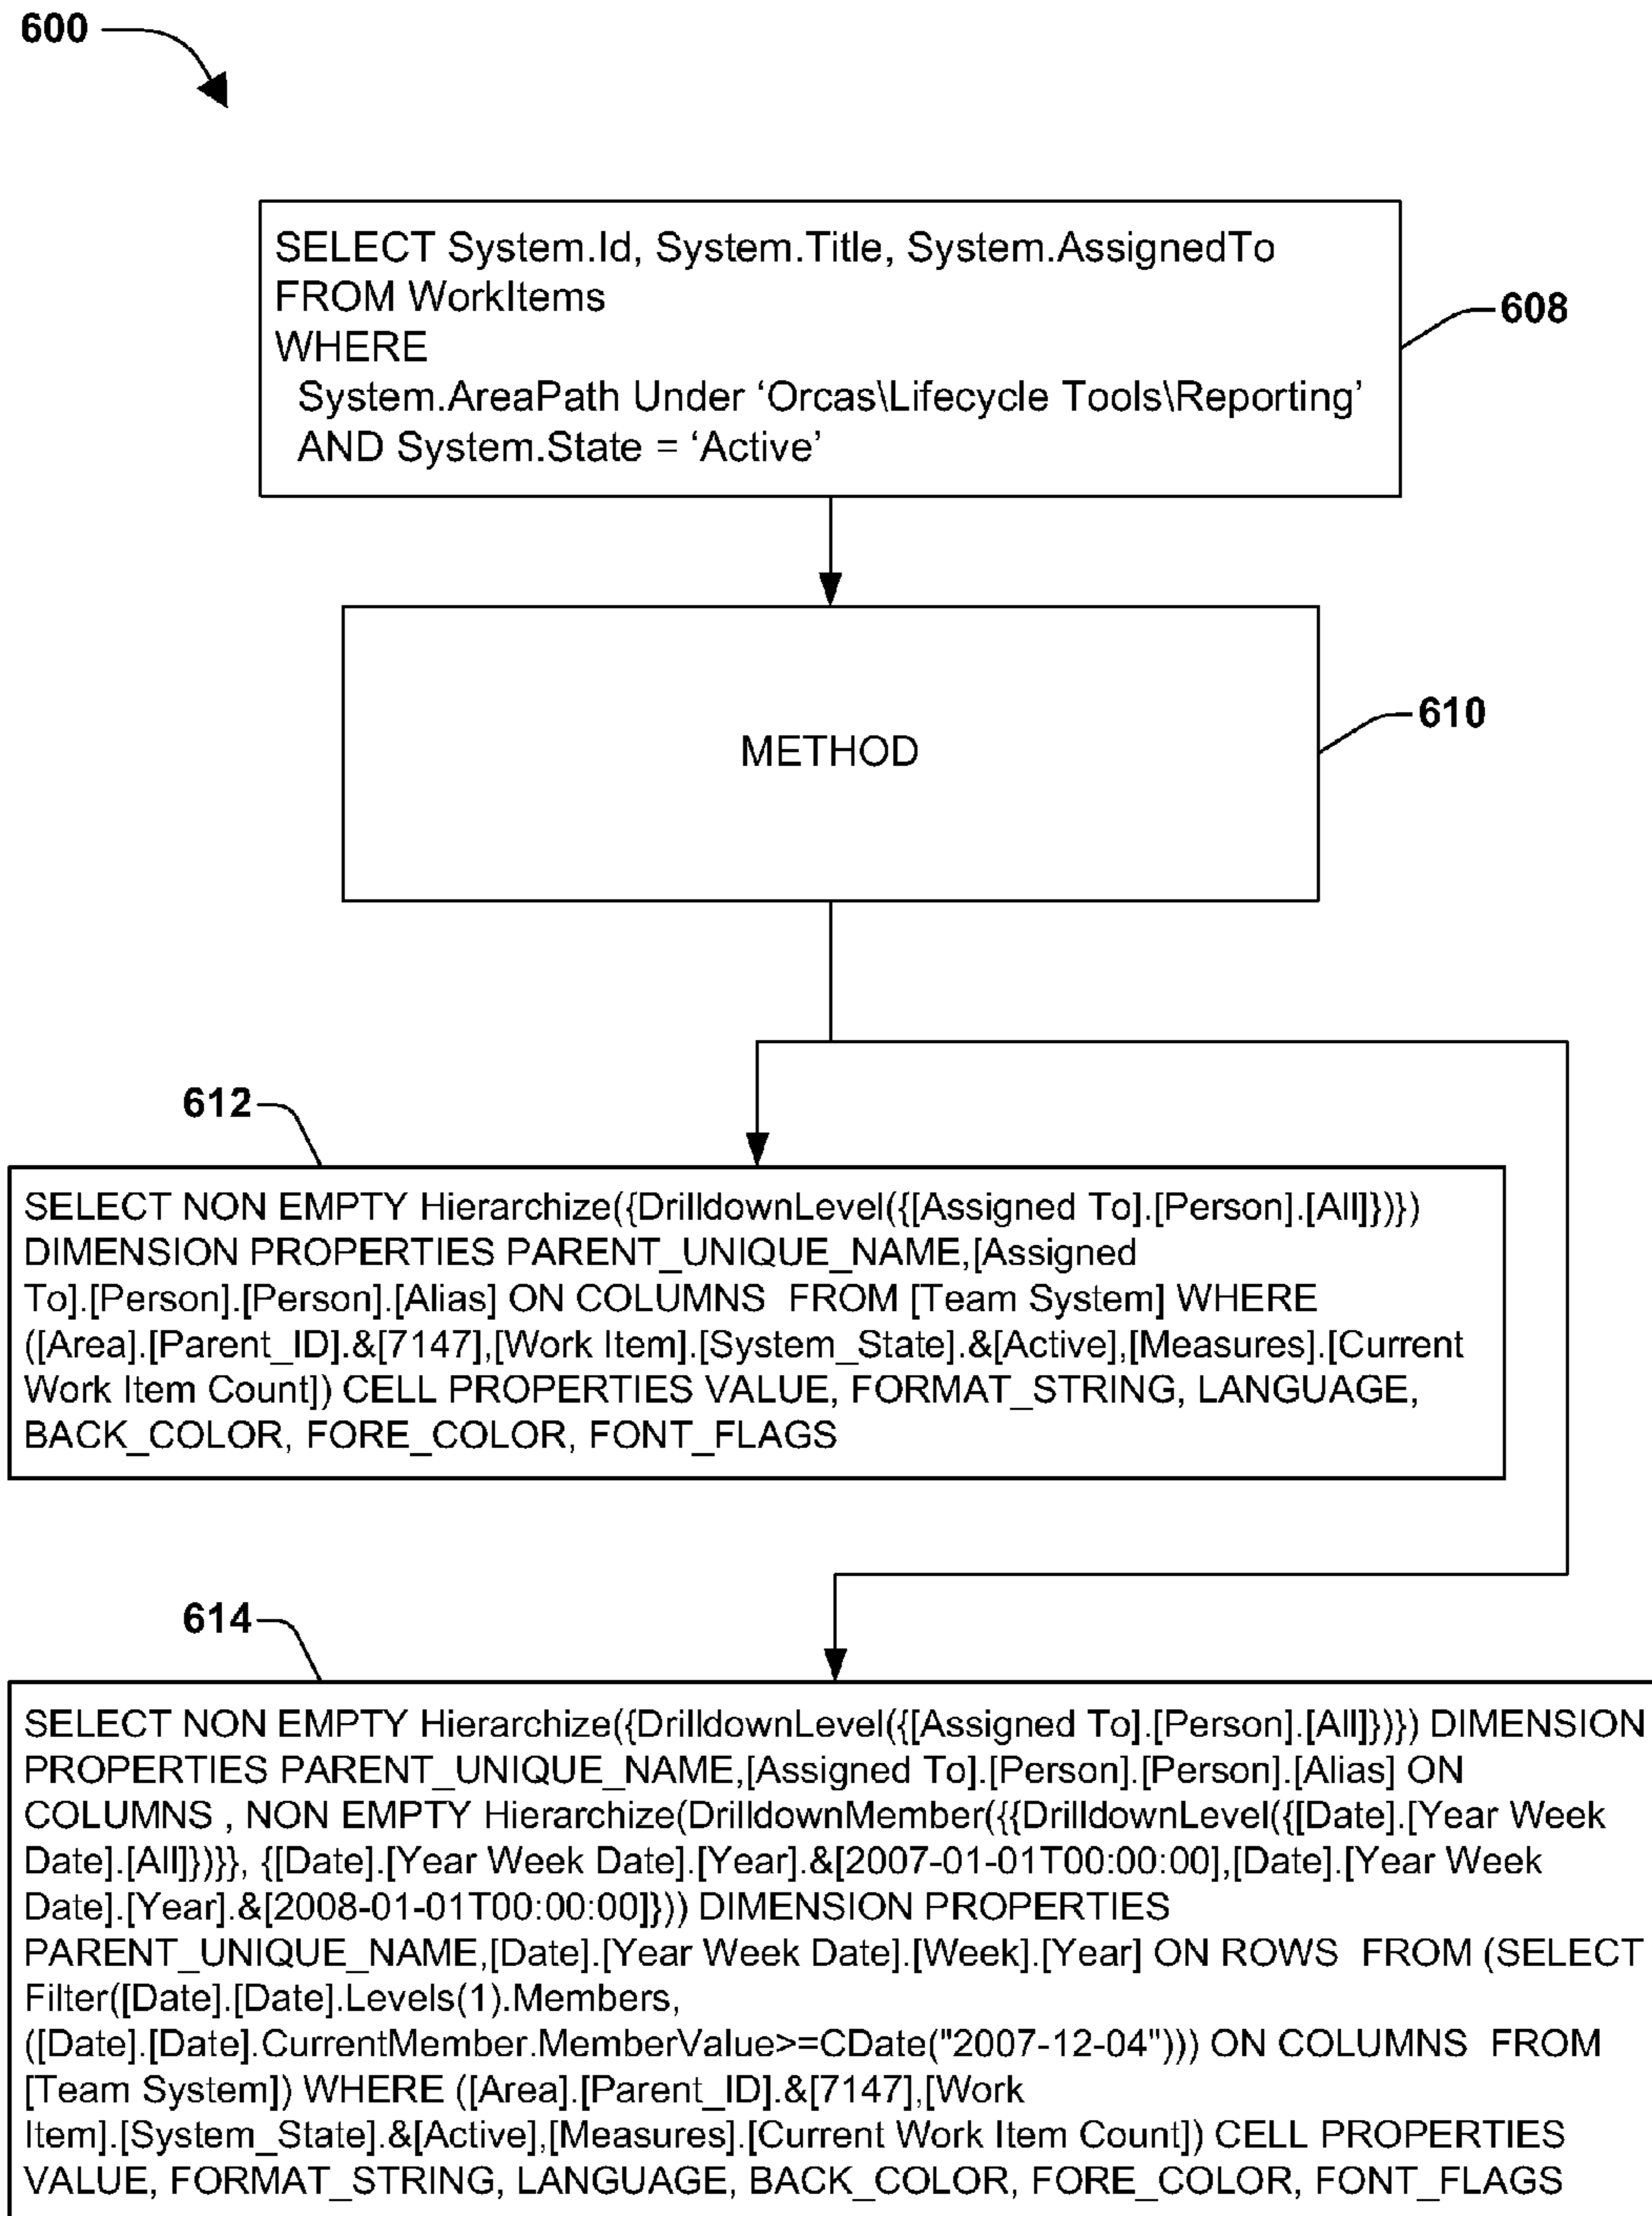 600
SELECT System.Id, System.Title, System.AssignedTo
FROM WorkItems
WHERE
System.AreaPath Under ‘Orcas\Lifecycle Tools\Reporting’
AND System.State = ‘Active’
608
METHOD
610
612
SELECT NON EMPTY Hierarchize({DrilldownLevel({[Assigned To].[Person].[All]})})
DIMENSION PROPERTIES PARENT_UNIQUE_NAME,[Assigned
To].[Person].[Person].[Alias] ON COLUMNS  FROM [Team System] WHERE
([Area].[Parent_ID].&[7147],[Work Item].[System_State].&[Active],[Measures].[Current
Work Item Count]) CELL PROPERTIES VALUE, FORMAT_STRING, LANGUAGE,
BACK_COLOR, FORE_COLOR, FONT_FLAGS
614
SELECT NON EMPTY Hierarchize({DrilldownLevel({[Assigned To].[Person].[All]})}) DIMENSION
PROPERTIES PARENT_UNIQUE_NAME,[Assigned To].[Person].[Person].[Alias] ON
COLUMNS , NON EMPTY Hierarchize(DrilldownMember({{DrilldownLevel({[Date].[Year Week
Date].[All]})}}, {[Date].[Year Week Date].[Year].&[2007-01-01T00:00:00],[Date].[Year Week
Date].[Year].&[2008-01-01T00:00:00]})) DIMENSION PROPERTIES
PARENT_UNIQUE_NAME,[Date].[Year Week Date].[Week].[Year] ON ROWS  FROM (SELECT
Filter([Date].[Date].Levels(1).Members,
([Date].[Date].CurrentMember.MemberValue>=CDate("2007-12-04"))) ON COLUMNS  FROM
[Team System]) WHERE ([Area].[Parent_ID].&[7147],[Work
Item].[System_State].&[Active],[Measures].[Current Work Item Count]) CELL PROPERTIES
VALUE, FORMAT_STRING, LANGUAGE, BACK_COLOR, FORE_COLOR, FONT_FLAGS